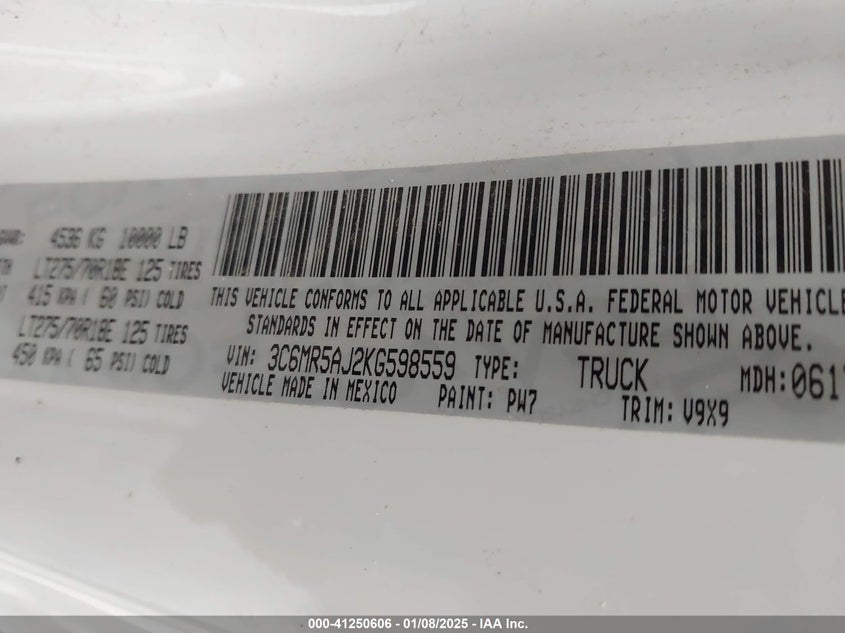 4536 KG 10000 LB
LT275/70R18E 125 TIRES
415 KPA ( 60 PSI) COLD
LT275/70R18E 125 TIRES
450 KPA ( 65 PSI) COLD
THIS VEHICLE CONFORMS TO ALL APPLICABLE U.S.A. FEDERAL MOTOR VEHICLE
STANDARDS IN EFFECT ON THE DATE OF MANUFACTURE SHOWN ABOVE.
VIN: 3C6MR5AJ2KG598559 TYPE: TRUCK MDH:061
VEHICLE MADE IN MEXICO PAINT: PW7 TRIM: V9X9
000-41250606 - 01/08/2025 - IAA Inc.